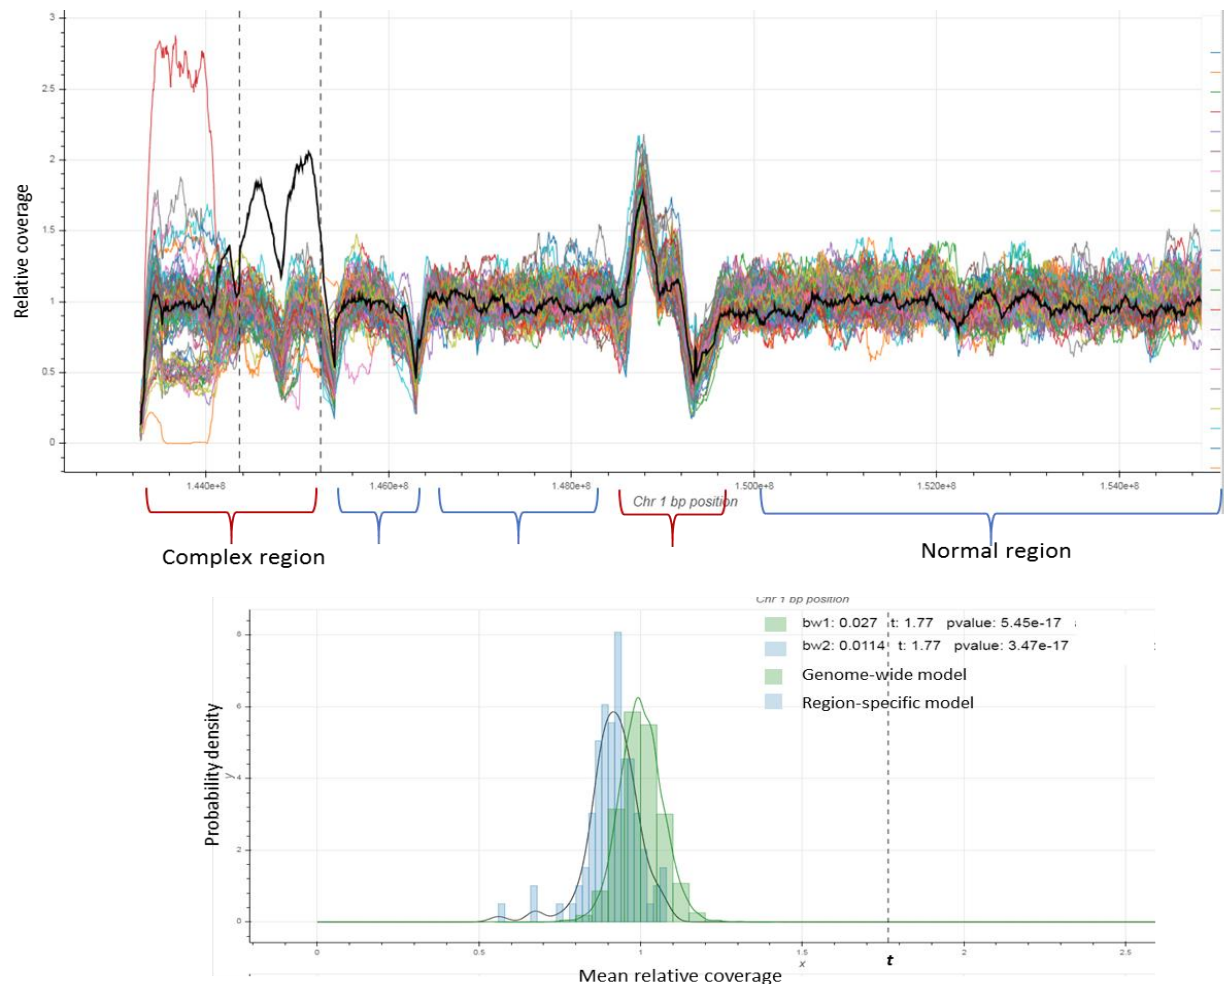 3
2.5
2
1.5
1
0.5
0
Relative coverage
1.440e+8
1.460e+8
1.480e+8
1.500e+8
1.520e+8
1.540e+8
Chr 1 bp position
Complex region
Normal region
Chr 1 bp position
bw1: 0.027 t: 1.77 pvalue: 5.45e-17
bw2: 0.0114 t: 1.77 pvalue: 3.47e-17
Genome-wide model
Region-specific model
8
6
4
2
0
Probability density
y
0
0.5
1
1.5
2
2.5
x
t
Mean relative coverage